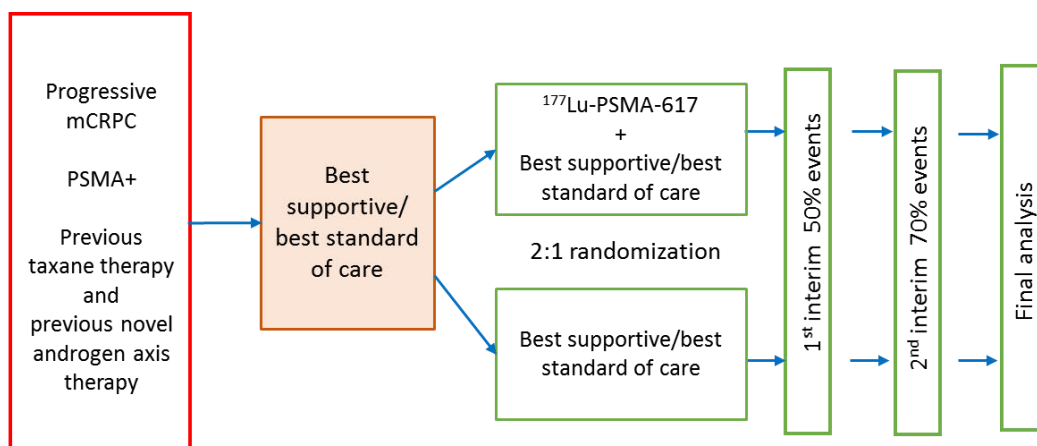 Progressive
mCRPC
PSMA+
Previous
taxane therapy
and
previous novel
androgen axis
therapy
Best
supportive/
best standard
of care
¹⁷⁷Lu-PSMA-617
+
Best supportive/best
standard of care
2:1 randomization
Best supportive/best
standard of care
1ˢᵗ interim 50% events
2ⁿᵈ interim 70% events
Final analysis